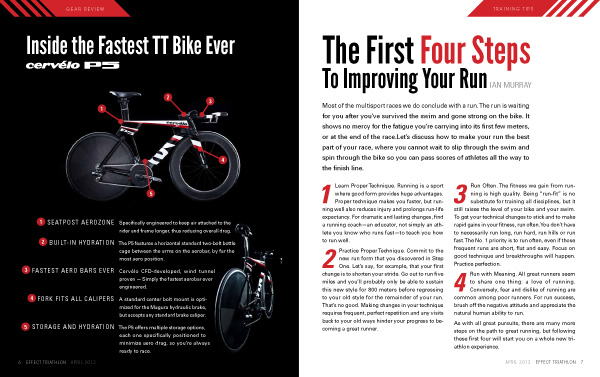 GEAR REVIEW
Inside the Fastest TT Bike Ever
cervélo P5
1
2
3
4
5
1 SEATPOST AEROZONE
Specifically engineered to keep air attached to the
rider and frame longer, thus reducing overall drag.
2 BUILT-IN HYDRATION
The P5 features a horizontal standard two-belt bottle
cage between the arms on the aerobar, by far the
most aero position.
3 FASTEST AERO BARS EVER
Cervélo CFD-developed, wind tunnel
proven — Simply the fastest aerobar ever
engineered.
4 FORK FITS ALL CALIPERS
A standard center bolt mount is opti-
mized for the Magura hydraulic brake,
but accepts any standard brake caliper.
5 STORAGE AND HYDRATION
The P5 offers multiple storage options,
each one specifically positioned to
minimize aero drag, so you're always
ready to race.
6 EFFECT TRIATHLON APRIL 2013
TRAINING TIPS
The First Four Steps
To Improving Your Run IAN MURRAY
Most of the multisport races we do conclude with a run. The run is waiting
for you after you've survived the swim and gone strong on the bike. It
shows no mercy for the fatigue you're carrying into its first few meters,
or at the end of the race.Let's discuss how to make your run the best
part of your race, where you cannot wait to slip through the swim and
spin through the bike so you can pass scores of athletes all the way to
the finish line.
1 Learn Proper Technique. Running is a sport
where good form provides huge advantages.
Proper technique makes you faster, but run-
ning well also reduces injury and prolongs run-life
expectancy. For dramatic and lasting changes, find
a running coach—an educator, not simply an ath-
lete you know who runs fast—to teach you how
to run well.
2 Practice Proper Technique. Commit to the
new run form that you discovered in Step
One. Let's say, for example, that your first
change is to shorten your stride. Go out to run five
miles and you'll probably only be able to sustain
this new style for 800 meters before regressing
to your old style for the remainder of your run.
That's no good. Making changes in your technique
requires frequent, perfect repetition and any visits
back to your old ways hinder your progress to be-
coming a great runner.
3 Run Often. The fitness we gain from run-
ning is high quality. Being "run-fit" is no
substitute for training all disciplines, but it
still raises the level of your bike and your swim.
To get your technical changes to stick and to make
rapid gains in your fitness, run often. You don't have
to necessarily run long, run hard, run hills or run
fast. The No. 1 priority is to run often, even if those
frequent runs are short, flat and easy. Focus on
good technique and breakthroughs will happen.
Practice perfection.
4 Run with Meaning. All great runners seem
to share one thing: a love of running.
Conversely, fear and dislike of running are
common among poor runners. For run success,
brush off the negative attitude and appreciate the
natural human ability to run.
As with all great pursuits, there are many more
steps on the path to great running, but following
these first four will start you on a whole new tri-
athlon experience.
APRIL 2013 EFFECT TRIATHLON 7